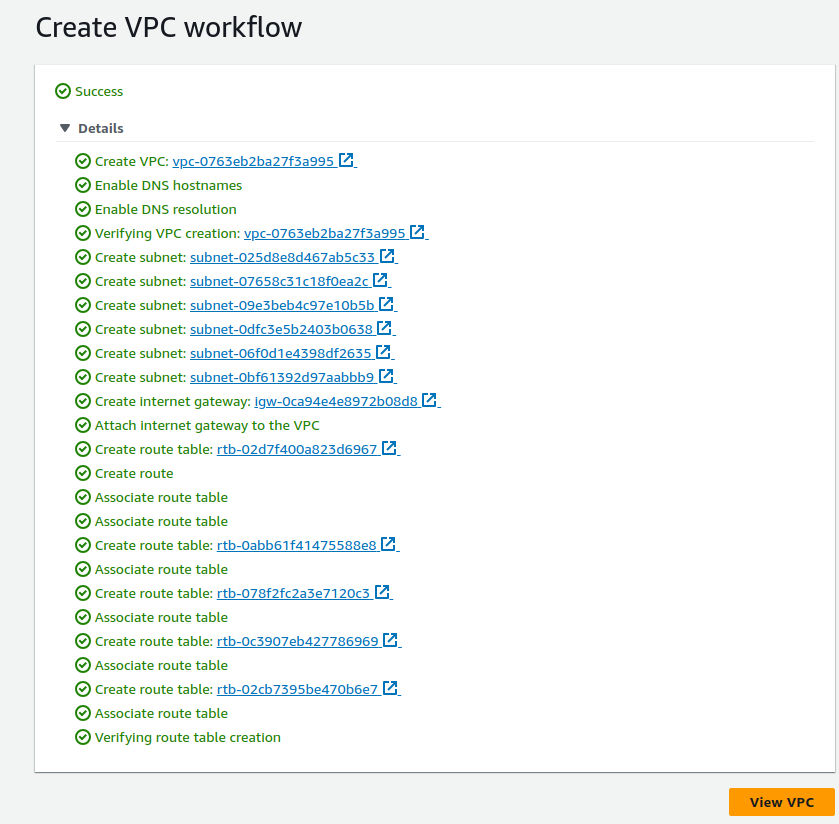 Create VPC workflow
Success
Details
Create VPC: vpc-0763eb2ba27f3a995
Enable DNS hostnames
Enable DNS resolution
Verifying VPC creation: vpc-0763eb2ba27f3a995
Create subnet: subnet-025d8e8d467ab5c33
Create subnet: subnet-07658c31c18f0ea2c
Create subnet: subnet-09e3beb4c97e10b5b
Create subnet: subnet-0dfc3e5b2403b0638
Create subnet: subnet-06f0d1e4398df2635
Create subnet: subnet-0bf61392d97aabbb9
Create internet gateway: igw-0ca94e4e8972b08d8
Attach internet gateway to the VPC
Create route table: rtb-02d7f400a823d6967
Create route
Associate route table
Associate route table
Create route table: rtb-0abb61f41475588e8
Associate route table
Create route table: rtb-078f2fc2a3e7120c3
Associate route table
Create route table: rtb-0c3907eb427786969
Associate route table
Create route table: rtb-02cb7395be470b6e7
Associate route table
Verifying route table creation
View VPC